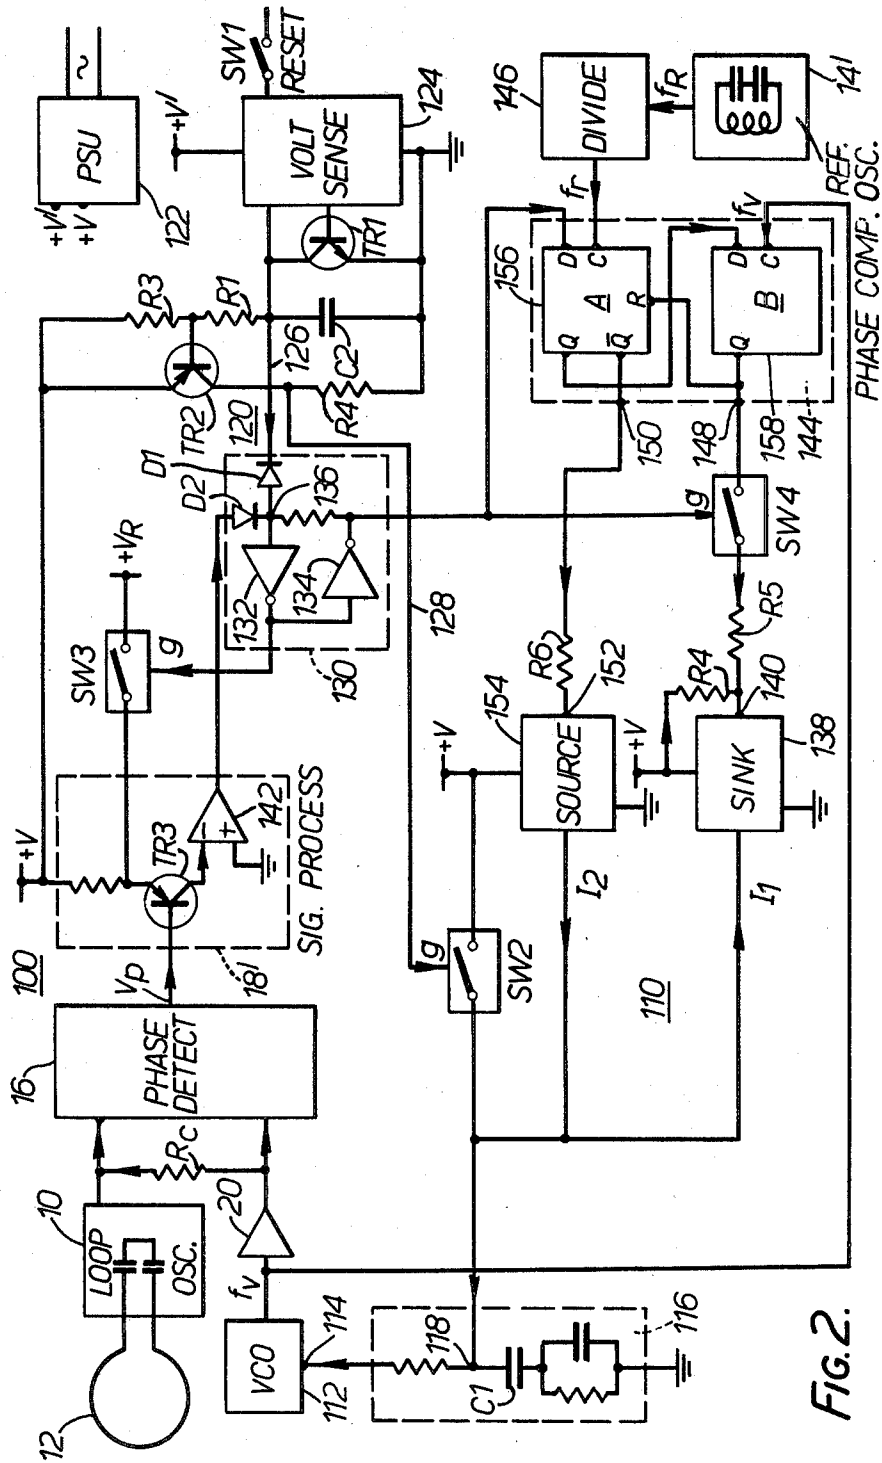 100
12
10
LOOP
OSC.
RC
16
PHASE
DETECT
Vp
+V
TR3
142
18'
SIG. PROCESS
SW3
+VR
g
PSU
~
+V'
+V
122
R3
R1
TR2
126
C2
R4
120
D1
D2
136
132
134
130
128
+V'
VOLT
SENSE
SW1
RESET
124
TR1
fv
20
VCO
114
112
118
C1
116
g
SW2
110
+V
154
SOURCE
152
R6
I2
+V
R4
R5
SINK
140
138
I1
g
SW4
150
148
156
Q
D
A
C
Q̅
R
Q
D
B
C
158
144
fr
fv
146
DIVIDE
fR
REF.
OSC.
14'
PHASE COMP.
FIG. 2.